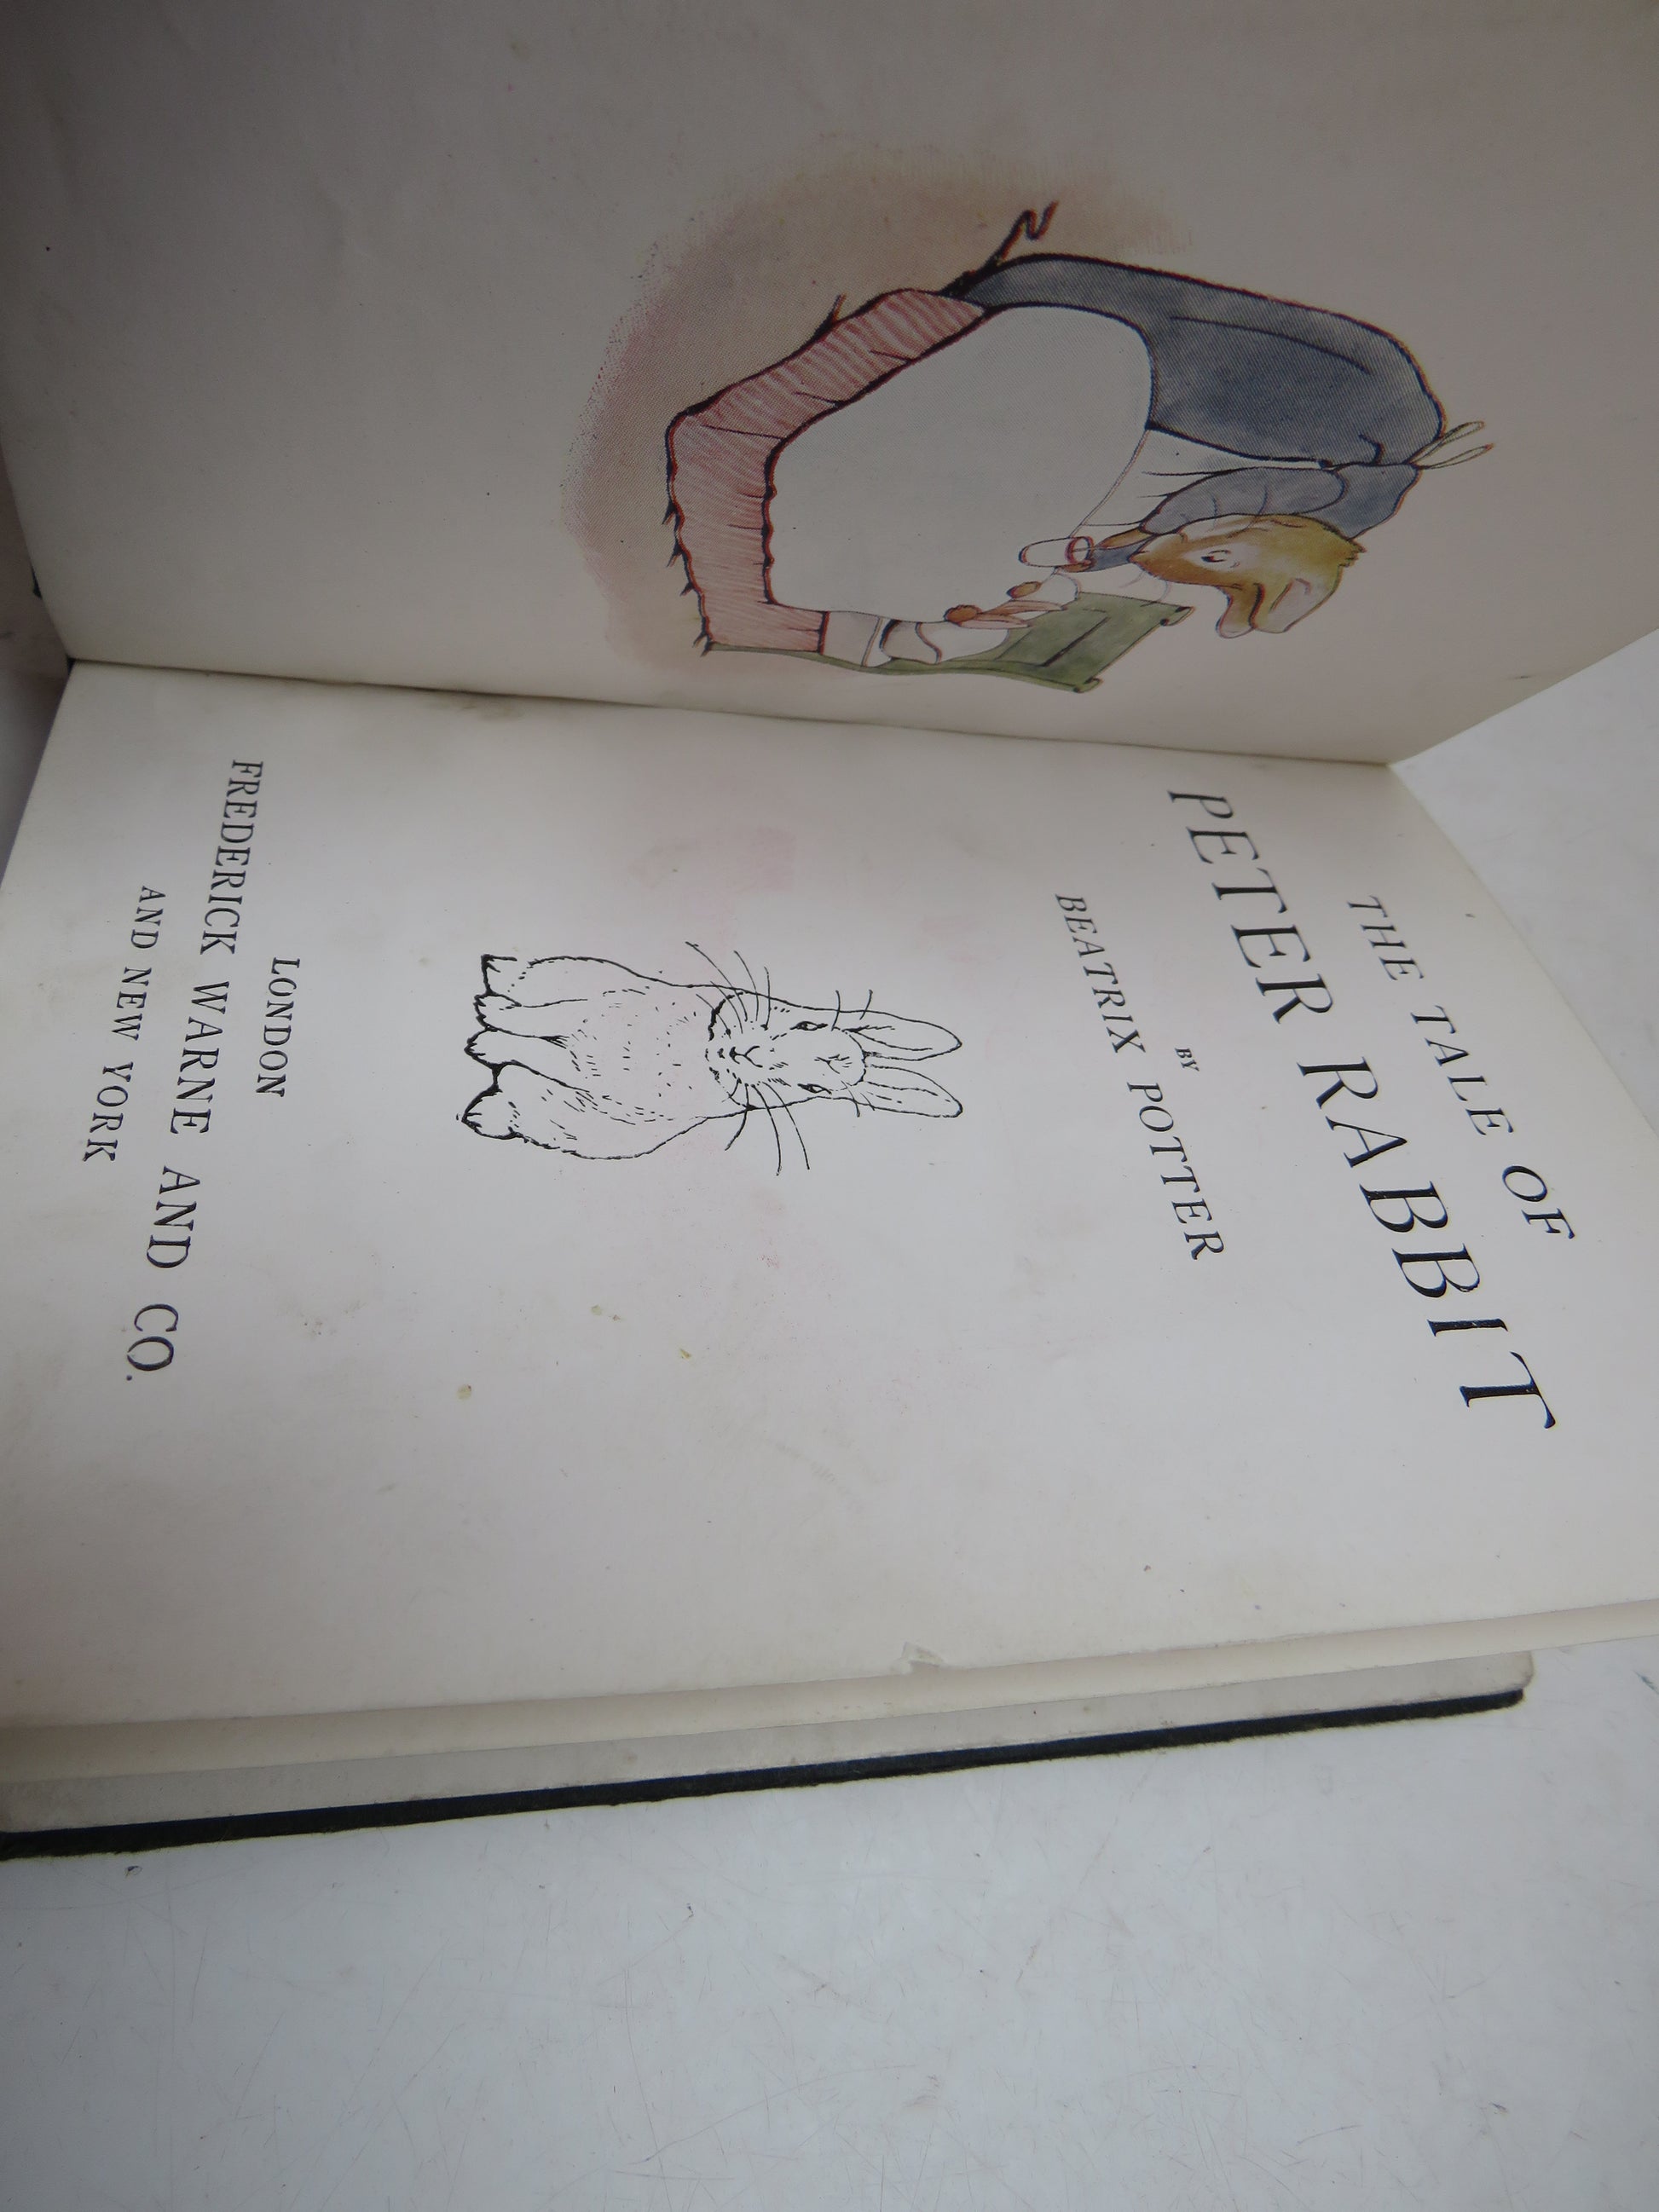 THE TALE OF
PETER RABBIT
BY
BEATRIX POTTER
LONDON
FREDERICK WARNE AND CO.
AND NEW YORK